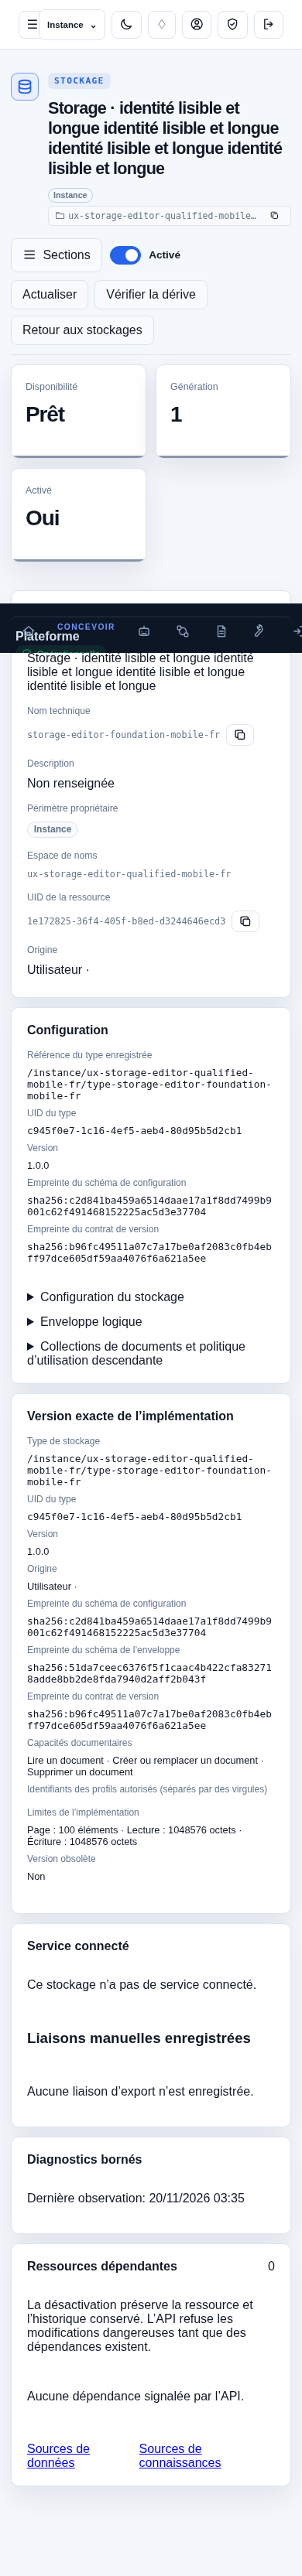 Instance
STOCKAGE
Storage · identité lisible et
longue identité lisible et longue
identité lisible et longue identité
lisible et longue
Instance
ux-storage-editor-qualified-mobile…
Sections
Activé
Actualiser
Vérifier la dérive
Retour aux stockages
Disponibilité
Prêt
Génération
1
Activé
Oui
CONCEVOIR
Plateforme
Storage · identité lisible et longue identité
lisible et longue identité lisible et longue
identité lisible et longue
Nom technique
storage-editor-foundation-mobile-fr
Description
Non renseignée
Périmètre propriétaire
Instance
Espace de noms
ux-storage-editor-qualified-mobile-fr
UID de la ressource
1e172825-36f4-405f-b8ed-d3244646ecd3
Origine
Utilisateur ·
Configuration
Référence du type enregistrée
/instance/ux-storage-editor-qualified-
mobile-fr/type-storage-editor-foundation-
mobile-fr
UID du type
c945f0e7-1c16-4ef5-aeb4-80d95b5d2cb1
Version
1.0.0
Empreinte du schéma de configuration
sha256:c2d841ba459a6514daae17a1f8dd7499b9
001c62f491468152225ac5d3e37704
Empreinte du contrat de version
sha256:b96fc49511a07c7a17be0af2083c0fb4eb
ff97dce605df59aa4076f6a621a5ee
Configuration du stockage
Enveloppe logique
Collections de documents et politique
d’utilisation descendante
Version exacte de l’implémentation
Type de stockage
/instance/ux-storage-editor-qualified-
mobile-fr/type-storage-editor-foundation-
mobile-fr
UID du type
c945f0e7-1c16-4ef5-aeb4-80d95b5d2cb1
Version
1.0.0
Origine
Utilisateur ·
Empreinte du schéma de configuration
sha256:c2d841ba459a6514daae17a1f8dd7499b9
001c62f491468152225ac5d3e37704
Empreinte du schéma de l’enveloppe
sha256:51da7ceec6376f5f1caac4b422cfa83271
8adde8bb2de8fda7940d2aff2b043f
Empreinte du contrat de version
sha256:b96fc49511a07c7a17be0af2083c0fb4eb
ff97dce605df59aa4076f6a621a5ee
Capacités documentaires
Lire un document · Créer ou remplacer un document ·
Supprimer un document
Identifiants des profils autorisés (séparés par des virgules)
Limites de l’implémentation
Page : 100 éléments · Lecture : 1048576 octets ·
Écriture : 1048576 octets
Version obsolète
Non
Service connecté
Ce stockage n’a pas de service connecté.
Liaisons manuelles enregistrées
Aucune liaison d’export n’est enregistrée.
Diagnostics bornés
Dernière observation: 20/11/2026 03:35
Ressources dépendantes
0
La désactivation préserve la ressource et
l’historique conservé. L’API refuse les
modifications dangereuses tant que des
dépendances existent.
Aucune dépendance signalée par l’API.
Sources de
données
Sources de
connaissances